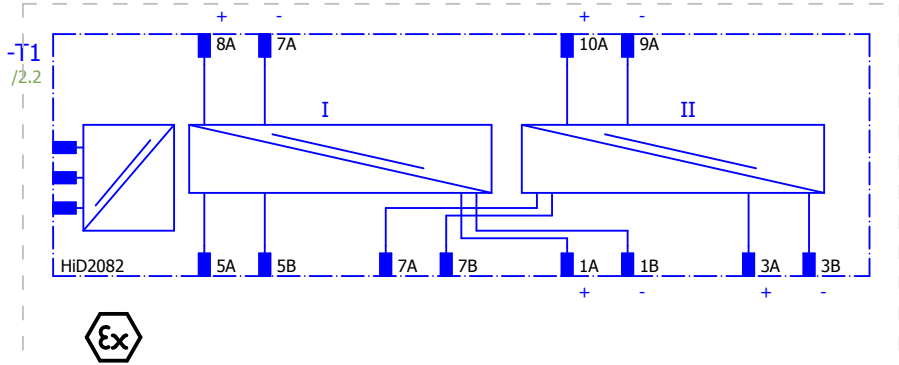 + - + -
-T1 8A 7A 10A 9A
/2.2
I II
HiD2082 5A 5B 7A 7B 1A 1B 3A 3B
+ - + -
Ex